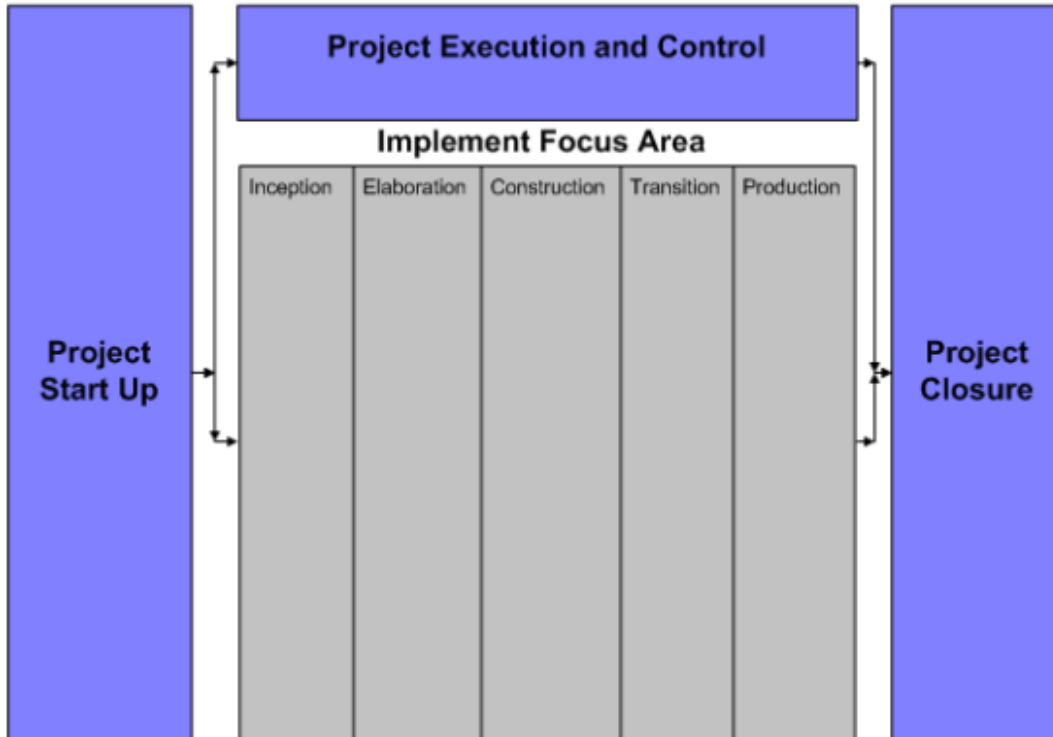 Project Execution and Control
Implement Focus Area
Inception
Elaboration
Construction
Transition
Production
Project
Start Up
Project
Closure